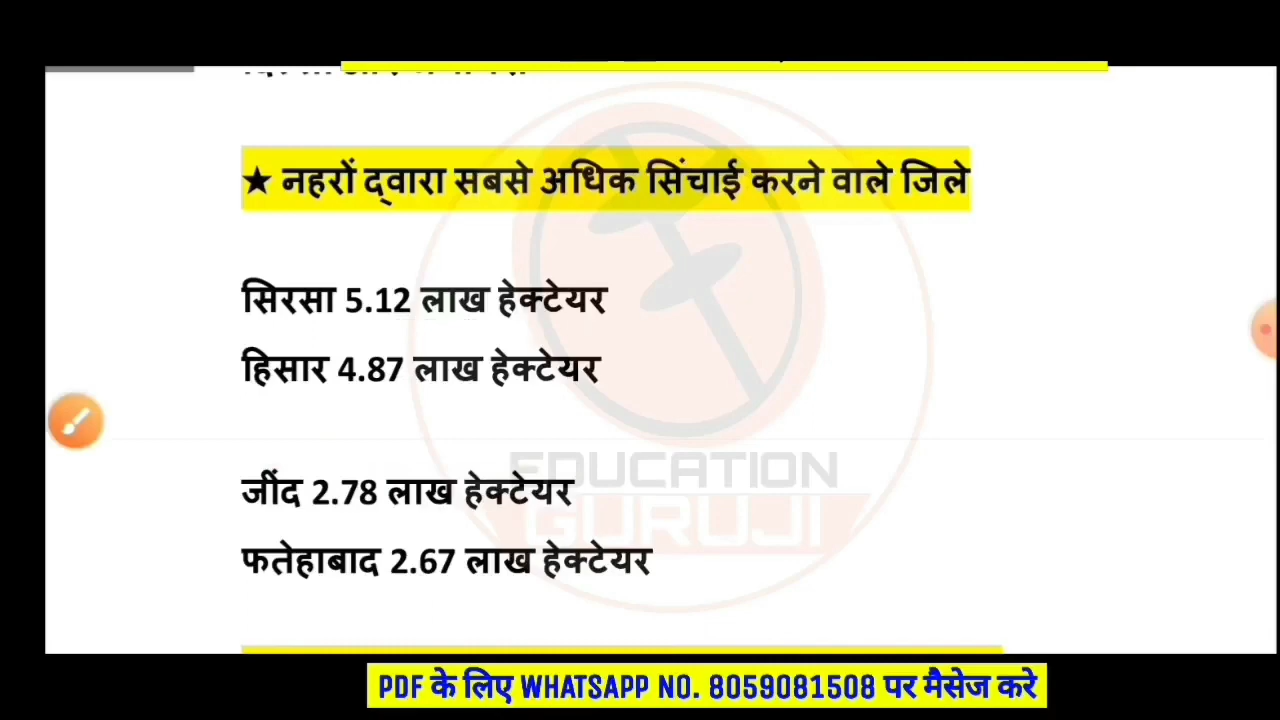 ★ नहरों द्वारा सबसे अधिक सिंचाई करने वाले जिले
सिरसा 5.12 लाख हेक्टेयर
हिसार 4.87 लाख हेक्टेयर
जींद 2.78 लाख हेक्टेयर
फतेहाबाद 2.67 लाख हेक्टेयर
EDUCATION
GURUJI
PDF के लिए WHATSAPP NO. 8059081508 पर मैसेज करे